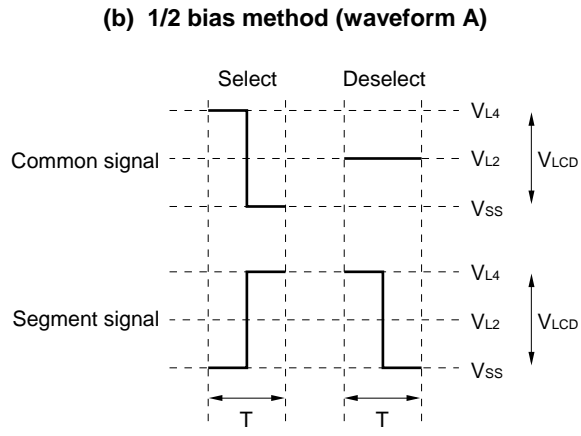 (b) 1/2 bias method (waveform A)
Select Deselect
VL4
Common signal VL2 VLCD
VSS
VL4
Segment signal VL2 VLCD
VSS
T T